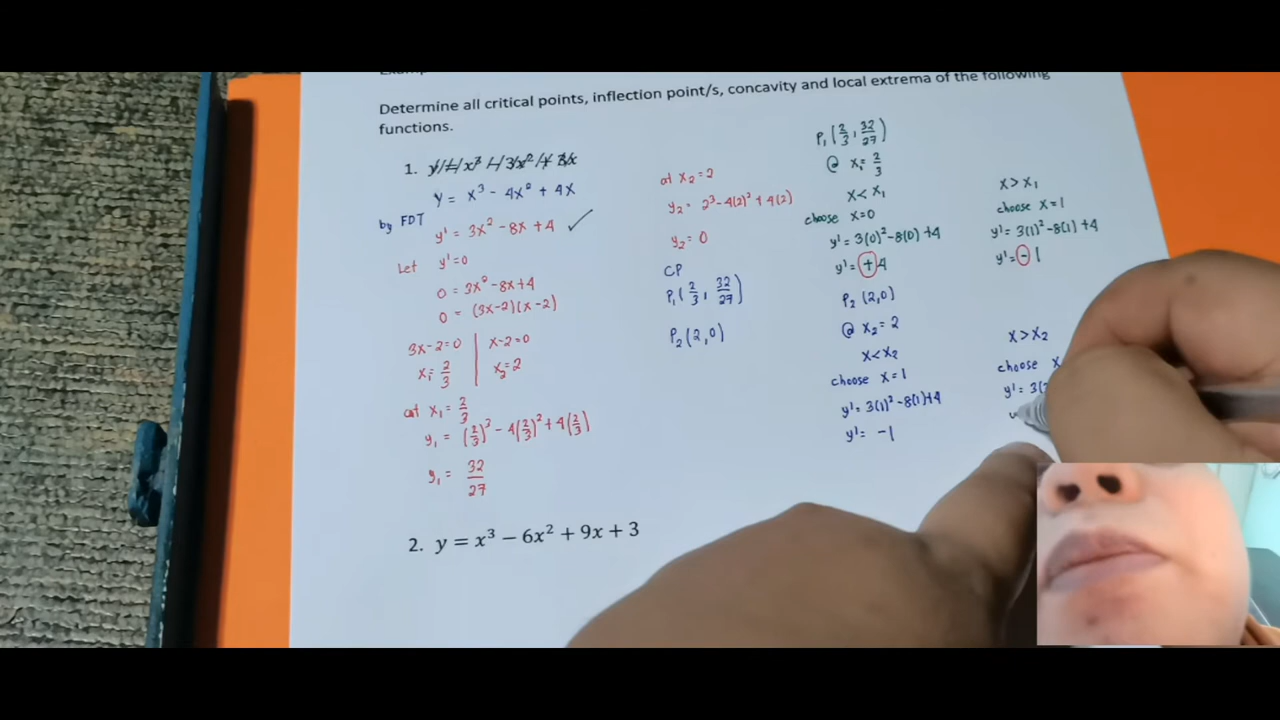 Determine all critical points, inflection point/s, concavity and local extrema of the following
functions.
1. y = x³ - 3x² +
y = x³ - 4x² + 4x
by FDT
y' = 3x² - 8x + 4 ✓
Let y' = 0
0 = 3x² - 8x + 4
0 = (3x-2)(x-2)
3x-2=0 | x-2=0
x₁ = 2/3 | x₂ = 2
at x₁ = 2/3
y₁ = (2/3)³ - 4(2/3)² + 4(2/3)
y₁ = 32/27
at x₂ = 2
y₂ = 2³ - 4(2)² + 4(2)
y₂ = 0
CP
P₁(2/3, 32/27)
P₂(2,0)
P₁(2/3, 32/27)
@ x₁ = 2/3
x < x₁
choose x=0
y' = 3(0)² - 8(0) + 4
y' = +4
x > x₁
choose x=1
y' = 3(1)² - 8(1) + 4
y' = -1
P₂(2,0)
@ x₂ = 2
x < x₂
choose x=1
y' = 3(1)² - 8(1) + 4
y' = -1
x > x₂
choose x
y' = 3(
2. y = x³ − 6x² + 9x + 3